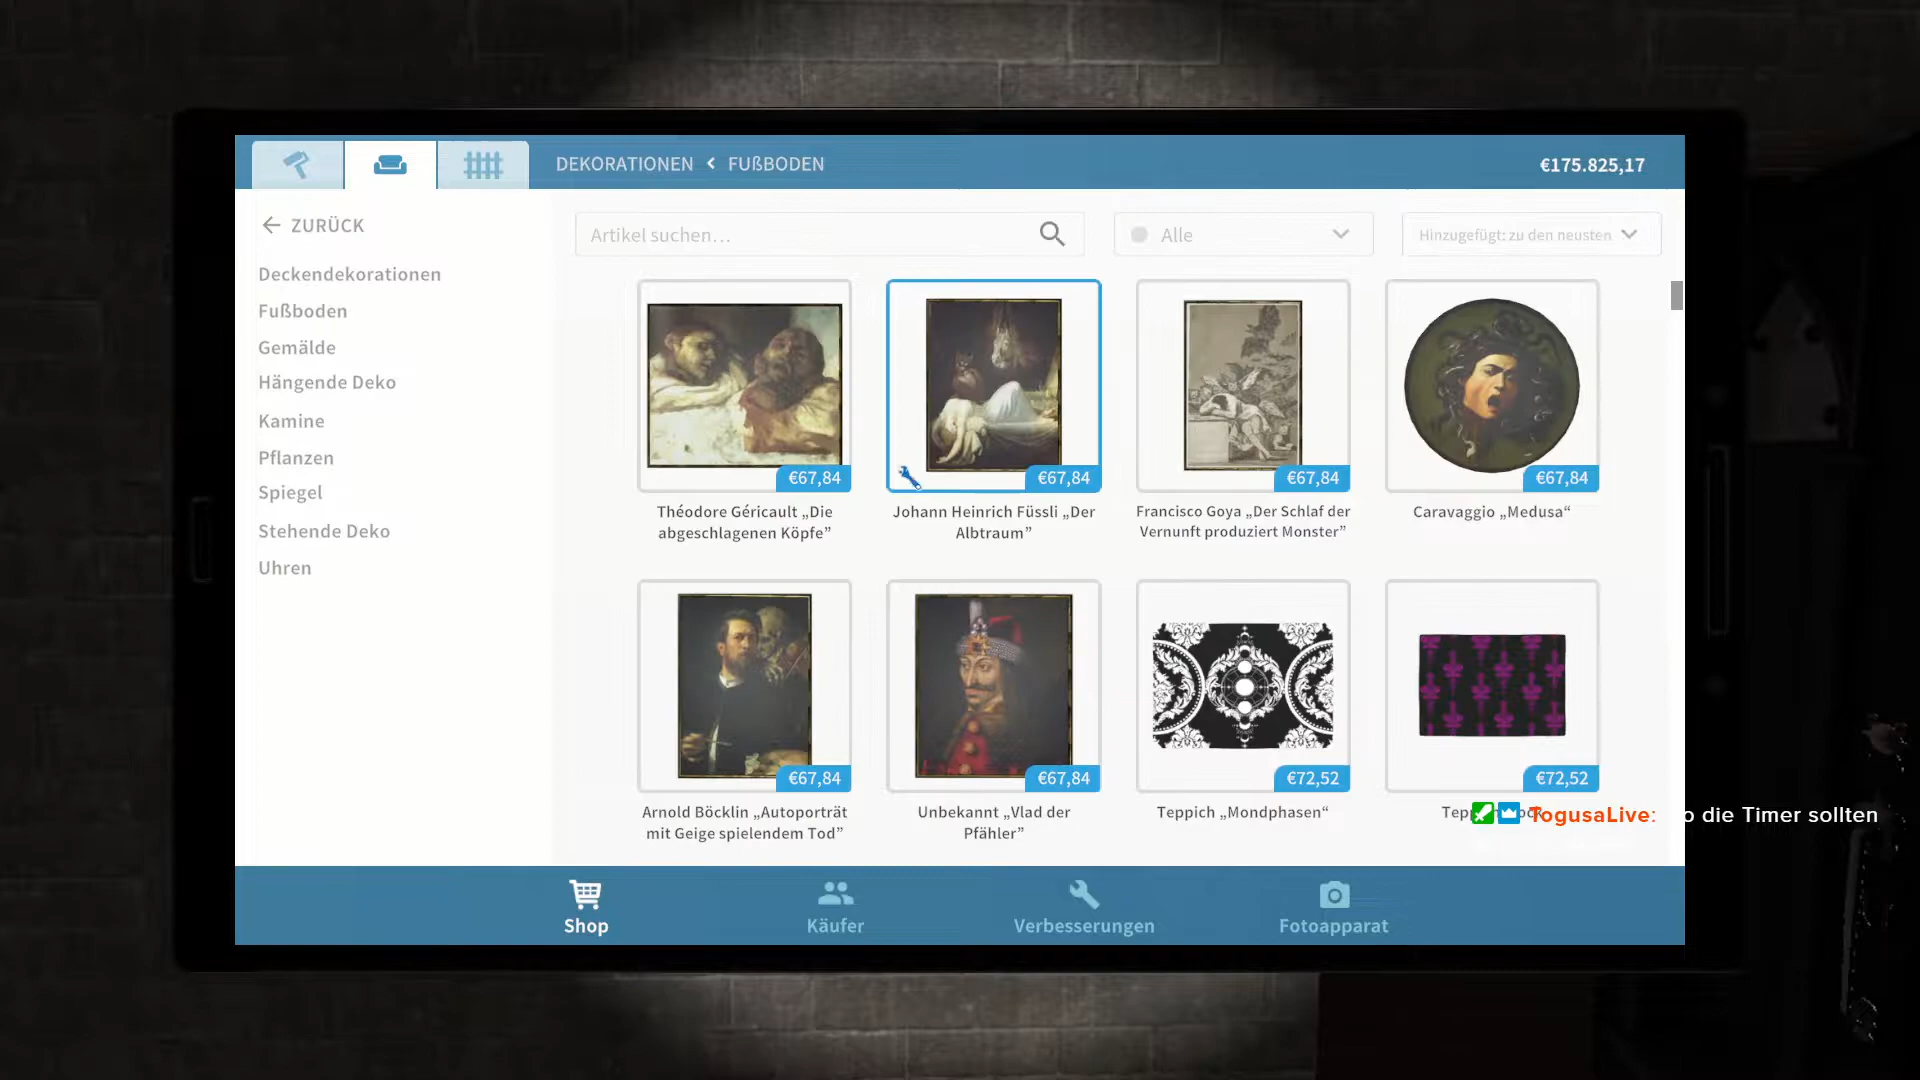 DEKORATIONEN < FUßBODEN
€175.825,17
ZURÜCK
Deckendekorationen
Fußboden
Gemälde
Hängende Deko
Kamine
Pflanzen
Spiegel
Stehende Deko
Uhren
Artikel suchen…
Alle
Hinzugefügt: zu den neusten
€67,84
€67,84
€67,84
€67,84
Théodore Géricault „Die
abgeschlagenen Köpfe”
Johann Heinrich Füssli „Der
Albtraum”
Francisco Goya „Der Schlaf der
Vernunft produziert Monster”
Caravaggio „Medusa“
€67,84
€67,84
€72,52
€72,52
Arnold Böcklin „Autoporträt
mit Geige spielendem Tod”
Unbekannt „Vlad der
Pfähler”
Teppich „Mondphasen“
TogusaLive: die Timer sollten
Shop
Käufer
Verbesserungen
Fotoapparat